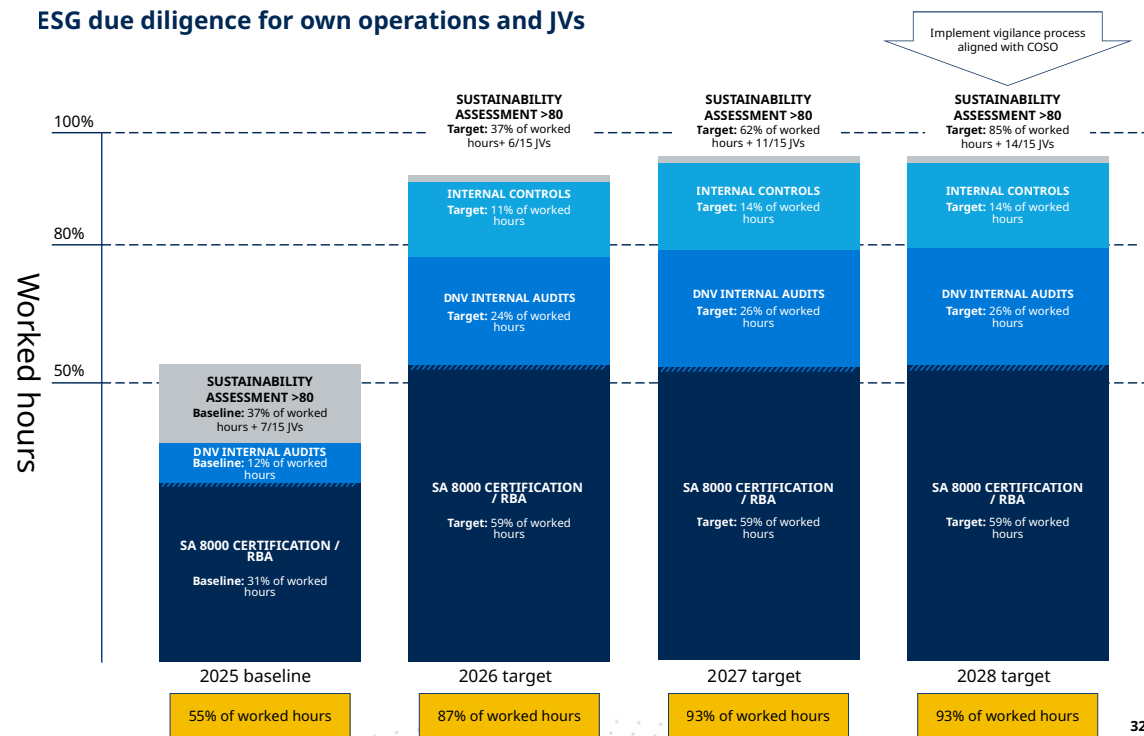 ESG due diligence for own operations and JVs
Implement vigilance process
aligned with COSO
Worked hours
100%
80%
50%
SUSTAINABILITY
ASSESSMENT >80
Baseline: 37% of worked
hours + 7/15 JVs
DNV INTERNAL AUDITS
Baseline: 12% of worked
hours
SA 8000 CERTIFICATION /
RBA
Baseline: 31% of worked
hours
2025 baseline
55% of worked hours
SUSTAINABILITY
ASSESSMENT >80
Target: 37% of worked
hours+ 6/15 JVs
INTERNAL CONTROLS
Target: 11% of worked
hours
DNV INTERNAL AUDITS
Target: 24% of worked
hours
SA 8000 CERTIFICATION
/ RBA
Target: 59% of worked
hours
2026 target
87% of worked hours
SUSTAINABILITY
ASSESSMENT >80
Target: 62% of worked
hours + 11/15 JVs
INTERNAL CONTROLS
Target: 14% of worked
hours
DNV INTERNAL AUDITS
Target: 26% of worked
hours
SA 8000 CERTIFICATION
/ RBA
Target: 59% of worked
hours
2027 target
93% of worked hours
SUSTAINABILITY
ASSESSMENT >80
Target: 85% of worked
hours + 14/15 JVs
INTERNAL CONTROLS
Target: 14% of worked
hours
DNV INTERNAL AUDITS
Target: 26% of worked
hours
SA 8000 CERTIFICATION
/ RBA
Target: 59% of worked
hours
2028 target
93% of worked hours
32